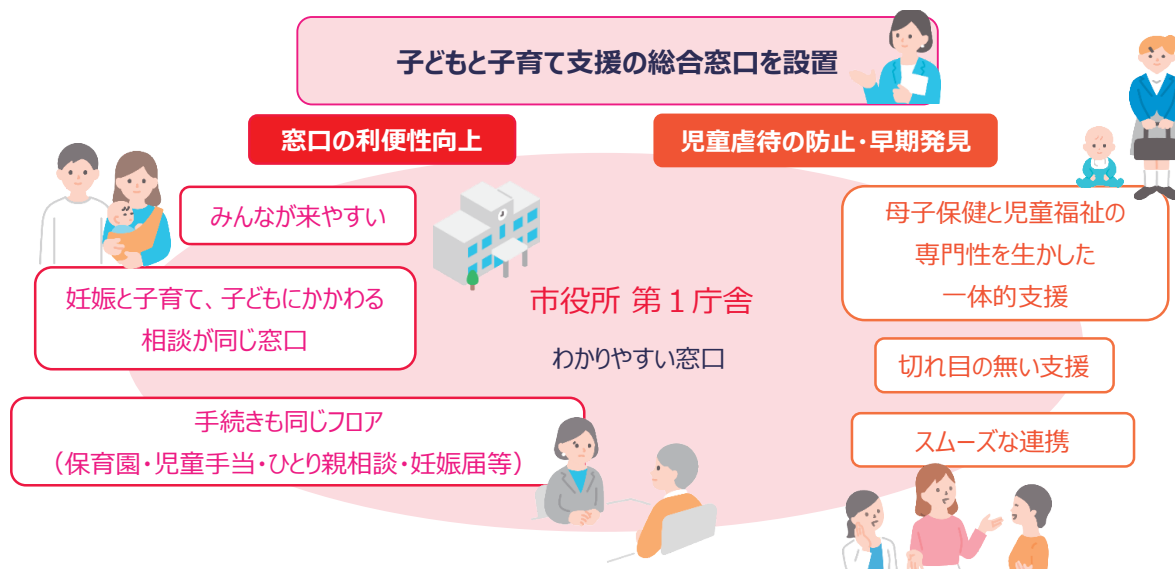 子どもと子育て支援の総合窓口を設置
窓口の利便性向上
みんなが来やすい
妊娠と子育て、子どもにかかわる
相談が同じ窓口
手続きも同じフロア
（保育園・児童手当・ひとり親相談・妊娠届等）
市役所 第１庁舎
わかりやすい窓口
児童虐待の防止・早期発見
母子保健と児童福祉の
専門性を生かした
一体的支援
切れ目の無い支援
スムーズな連携